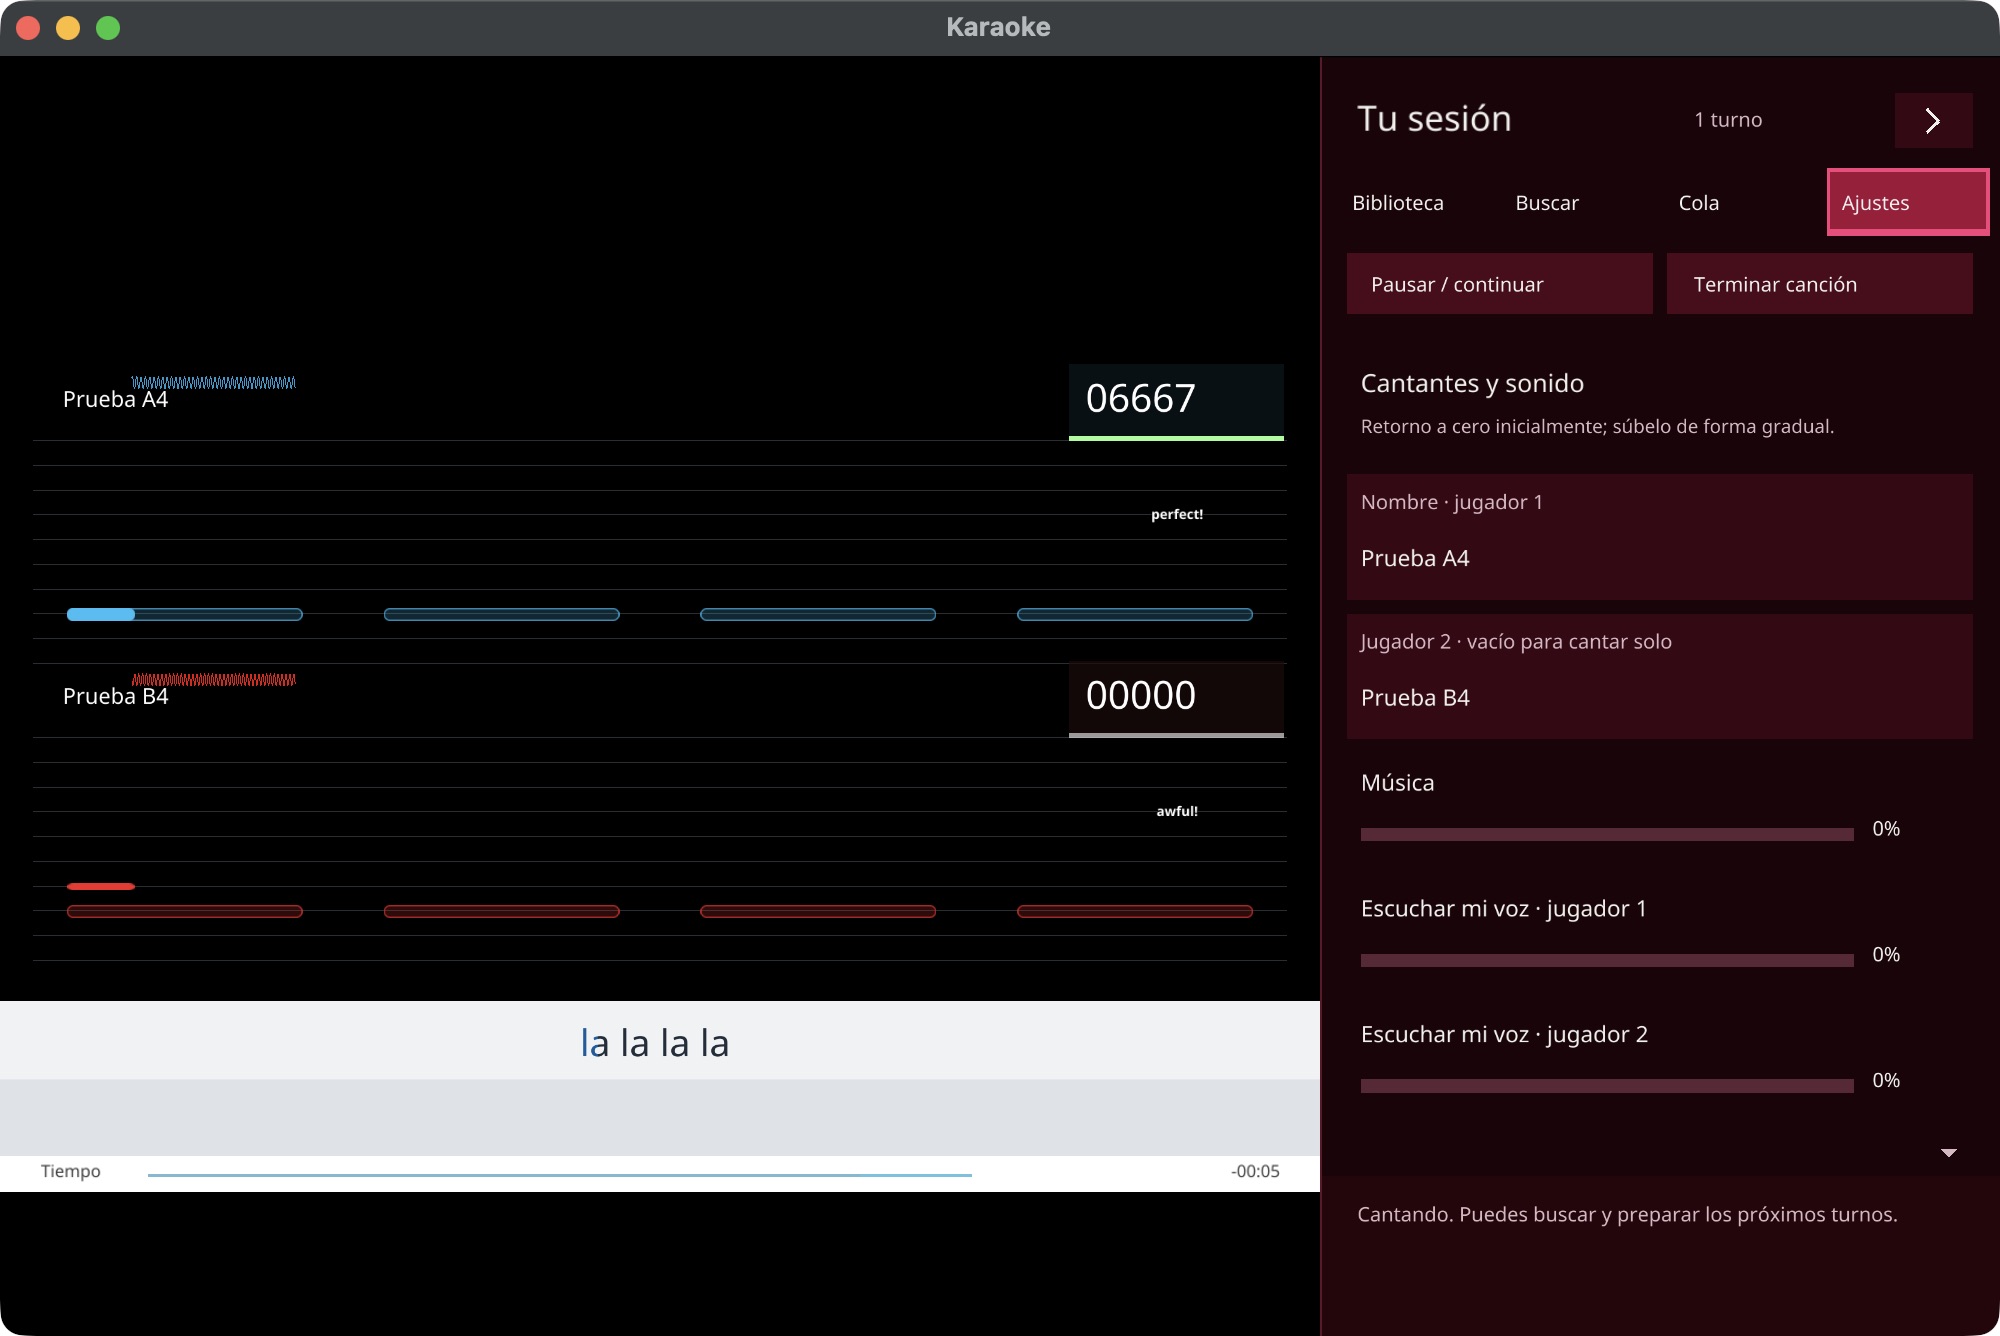 Karaoke
Prueba A4
06667
perfect!
Prueba B4
00000
awful!
la la la la
Tiempo
-00:05
Tu sesión
1 turno
Biblioteca
Buscar
Cola
Ajustes
Pausar / continuar
Terminar canción
Cantantes y sonido
Retorno a cero inicialmente; súbelo de forma gradual.
Nombre · jugador 1
Prueba A4
Jugador 2 · vacío para cantar solo
Prueba B4
Música
0%
Escuchar mi voz · jugador 1
0%
Escuchar mi voz · jugador 2
0%
Cantando. Puedes buscar y preparar los próximos turnos.